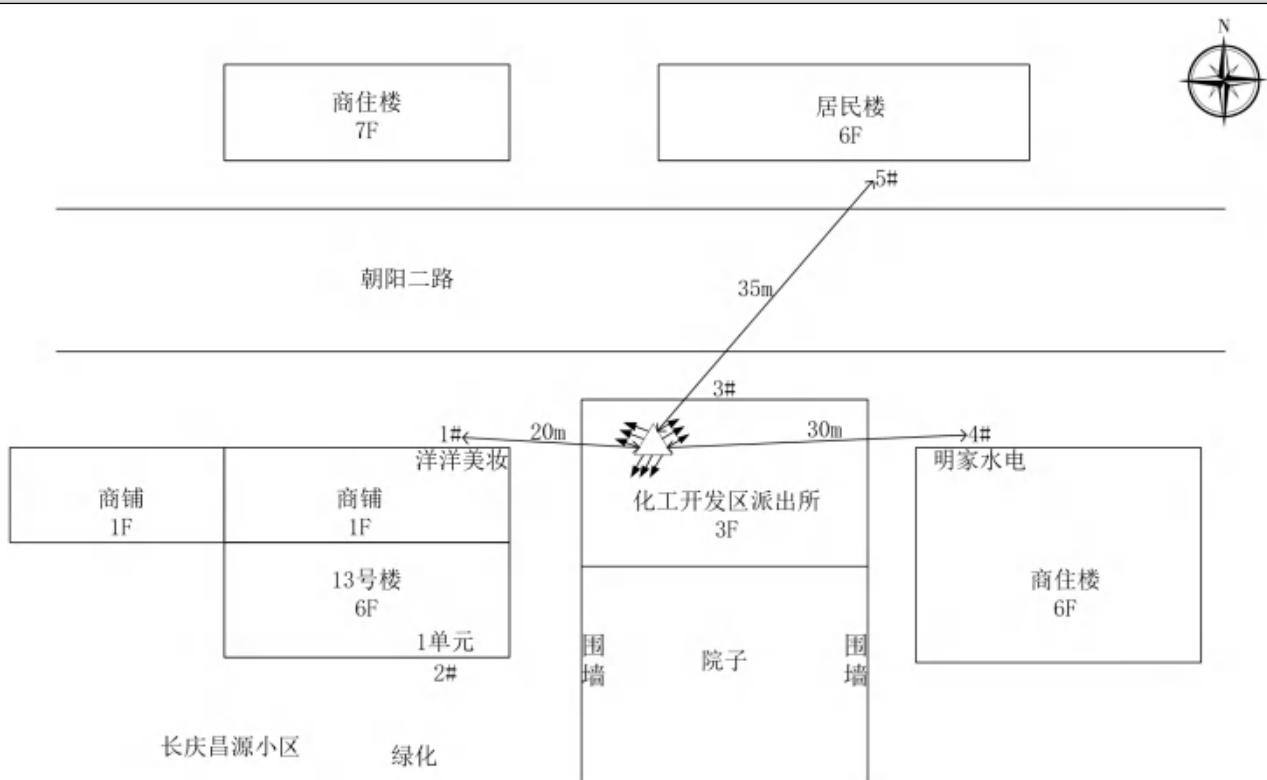 N
商住楼
7F
居民楼
6F
5#
朝阳二路
35m
3#
1#
20m
30m
4#
洋洋美妆
明家水电
商铺
1F
商铺
1F
化工开发区派出所
3F
13号楼
6F
商住楼
6F
1单元
2#
围墙
院子
围墙
长庆昌源小区
绿化